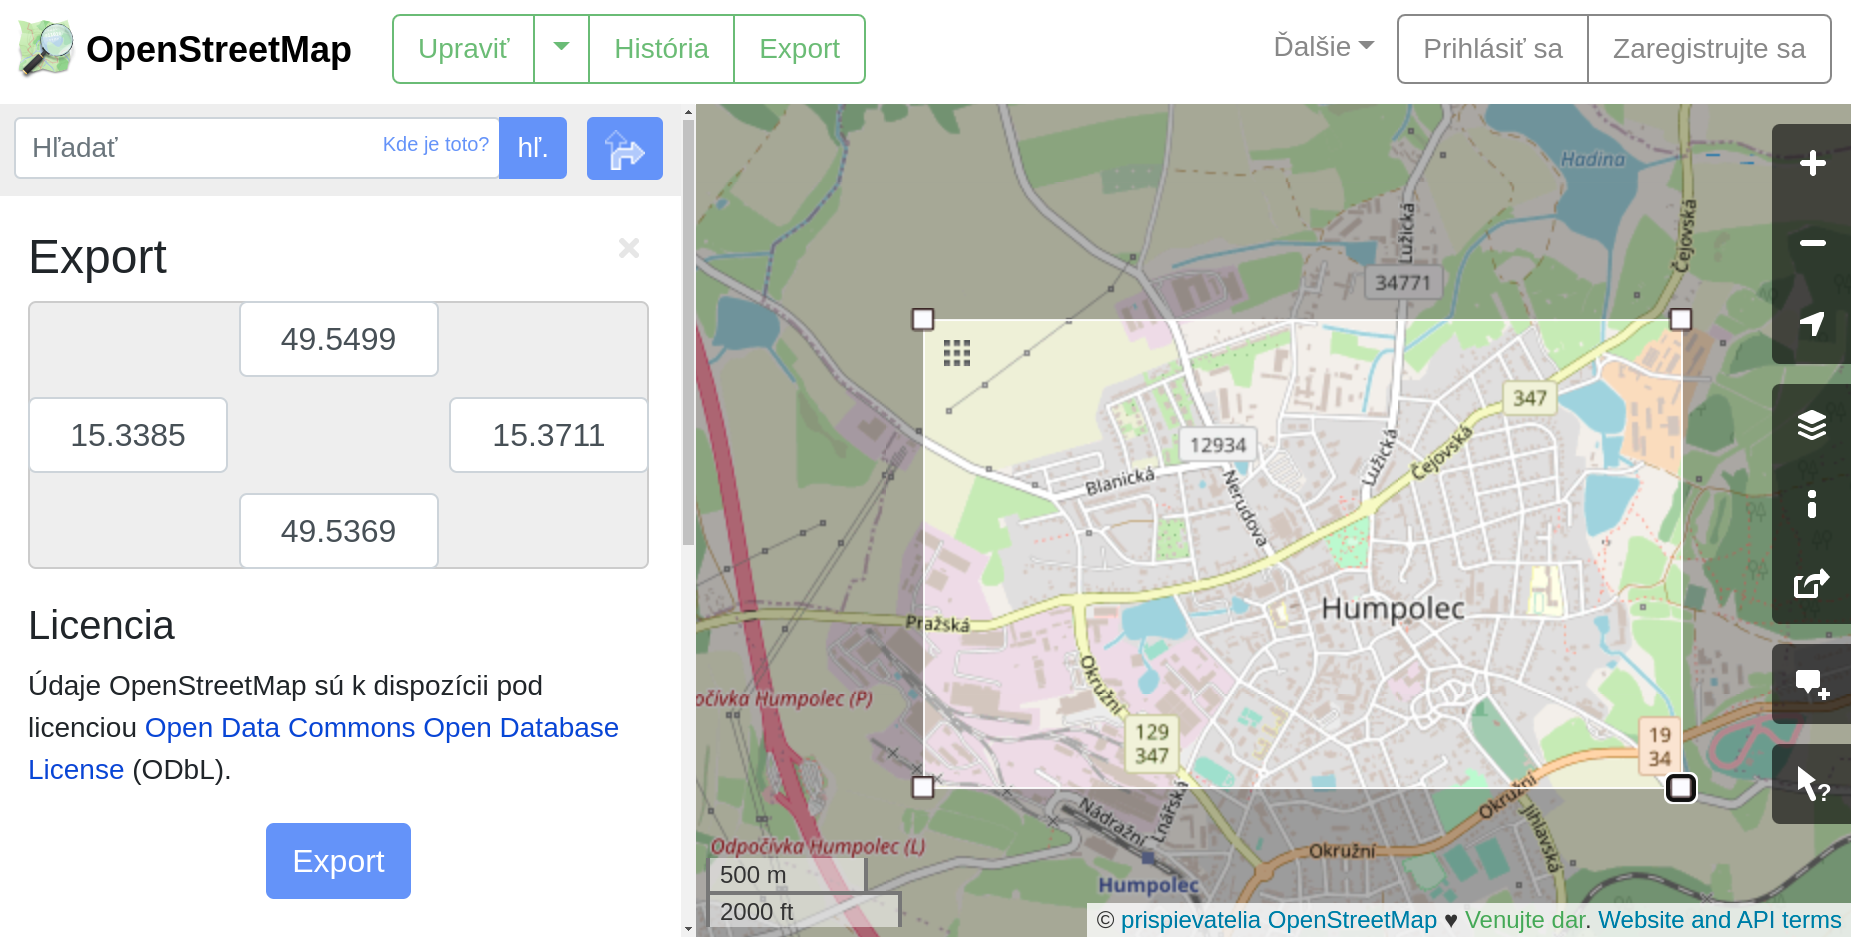 OpenStreetMap
Upraviť
História
Export
Ďalšie
Prihlásiť sa
Zaregistrujte sa
Hľadať
Kde je toto?
hľ.
Export
49.5499
15.3385
15.3711
49.5369
Licencia
Údaje OpenStreetMap sú k dispozícii pod
licenciou Open Data Commons Open Database
License (ODbL).
Export
Hadina
Lužická
Čejovská
34771
347
12934
Lužická
Čejovská
Blanická
Nerudova
Humpolec
Pražská
Okružní
očívka Humpolec (P)
129
347
19
34
Okružní
Nádražní
Lnářská
Jihlavská
Odpočívka Humpolec (L)
Okružní
Humpolec
500 m
2000 ft
?
© prispievatelia OpenStreetMap ♥ Venujte dar. Website and API terms